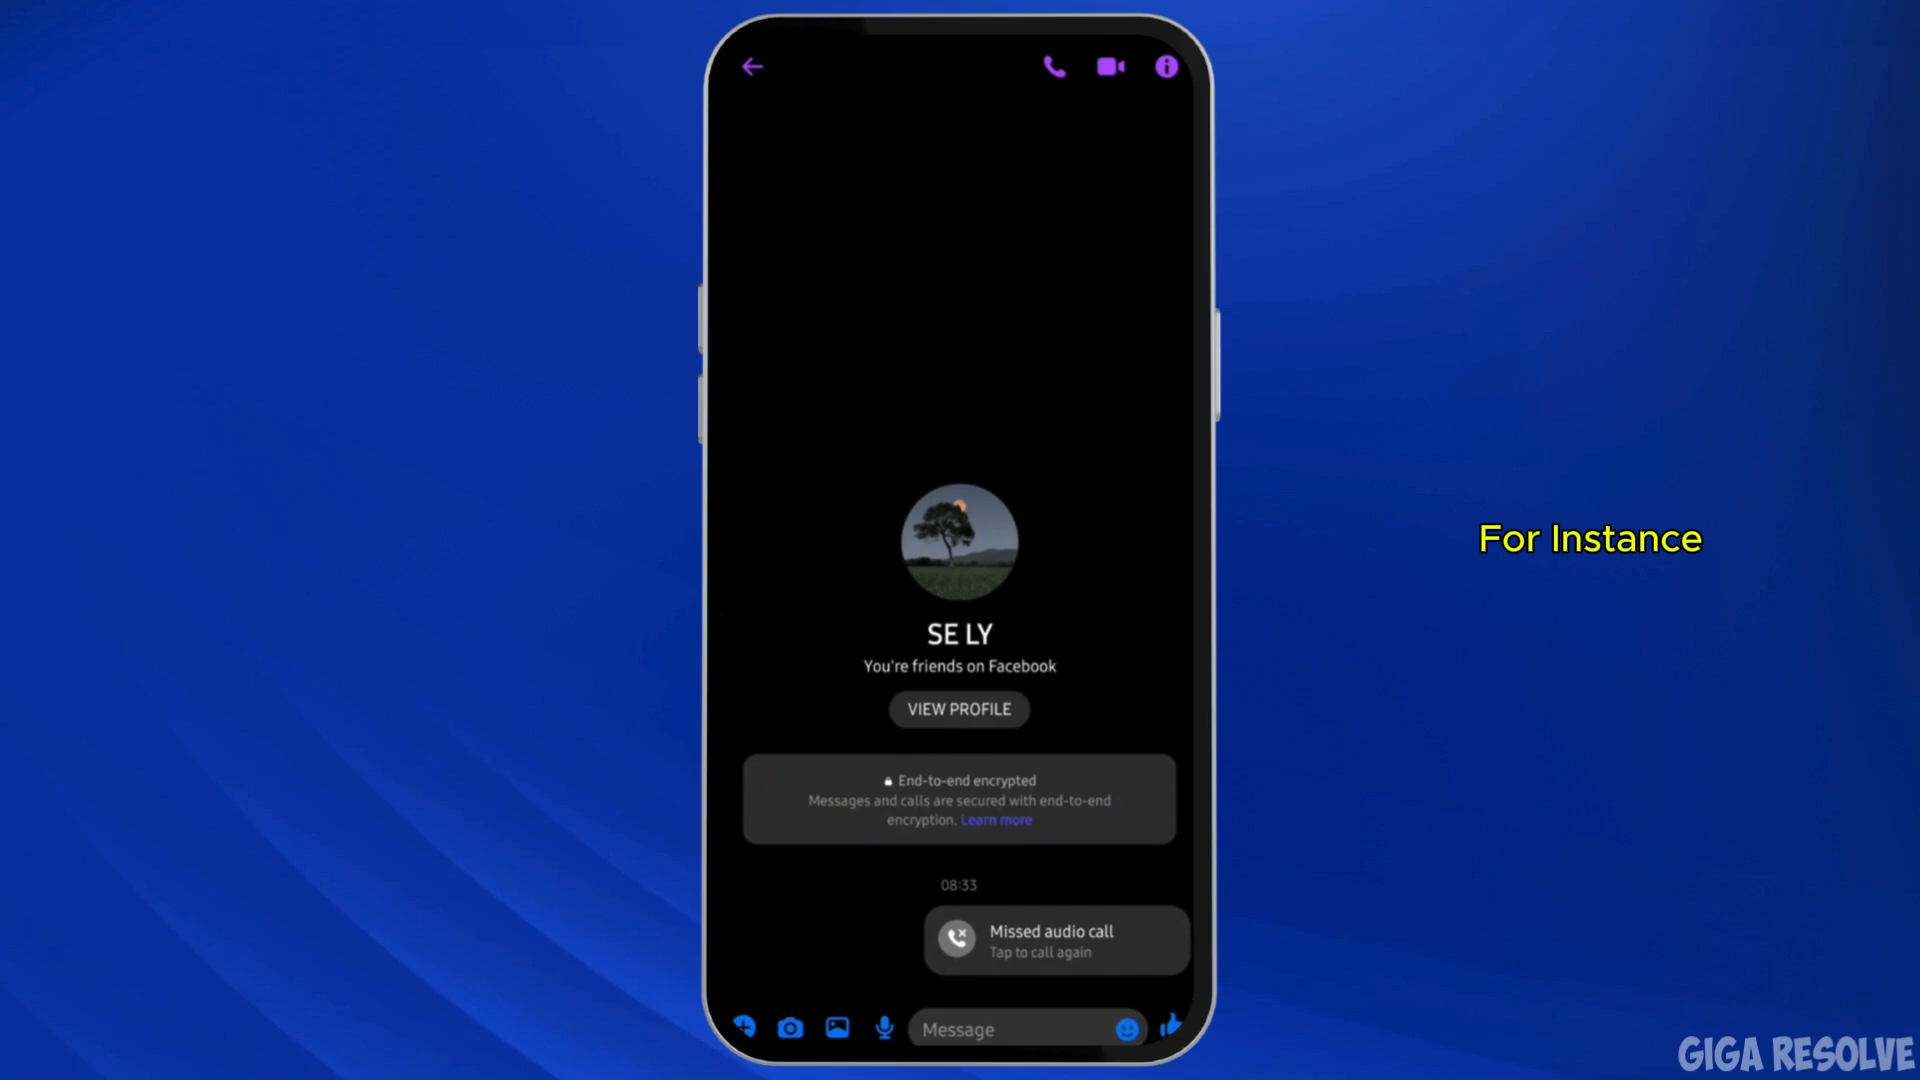 For Instance
SE LY
You're friends on Facebook
VIEW PROFILE
End-to-end encrypted
Messages and calls are secured with end-to-end
encryption. Learn more
08:33
Missed audio call
Tap to call again
Message
GIGA RESOLVE